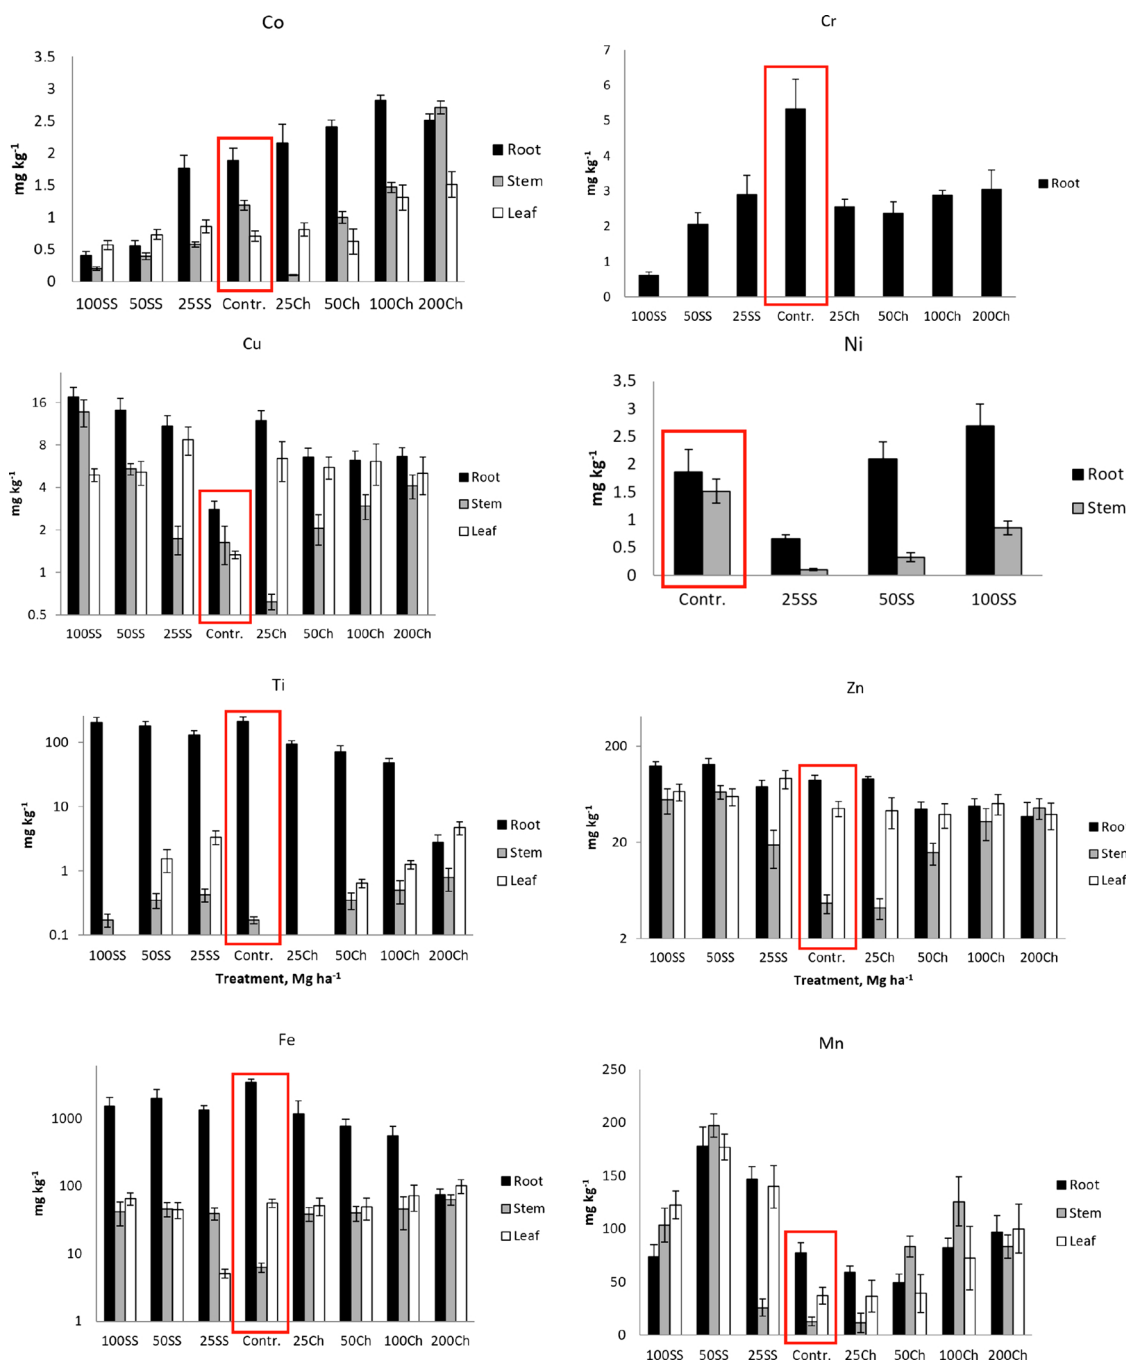 Co
3.5
3
2.5
2
1.5
1
0.5
0
mg kg⁻¹
100SS 50SS 25SS Contr. 25Ch 50Ch 100Ch 200Ch
Root
Stem
Leaf
Cr
7
6
5
4
3
2
1
0
mg kg⁻¹
100SS 50SS 25SS Contr. 25Ch 50Ch 100Ch 200Ch
Root
Cu
16
8
4
2
1
0.5
mg kg⁻¹
100SS 50SS 25SS Contr. 25Ch 50Ch 100Ch 200Ch
Root
Stem
Leaf
Ni
3.5
3
2.5
2
1.5
1
0.5
0
mg kg⁻¹
Contr. 25SS 50SS 100SS
Root
Stem
Ti
100
10
1
0.1
mg kg⁻¹
100SS 50SS 25SS Contr. 25Ch 50Ch 100Ch 200Ch
Treatment, Mg ha⁻¹
Root
Stem
Leaf
Zn
200
20
2
mg kg⁻¹
100SS 50SS 25SS Contr. 25Ch 50Ch 100Ch 200Ch
Treatment, Mg ha⁻¹
Root
Stem
Leaf
Fe
1000
100
10
1
mg kg⁻¹
100SS 50SS 25SS Contr. 25Ch 50Ch 100Ch 200Ch
Root
Stem
Leaf
Mn
250
200
150
100
50
0
mg kg⁻¹
100SS 50SS 25SS Contr. 25Ch 50Ch 100Ch 200Ch
Root
Stem
Leaf